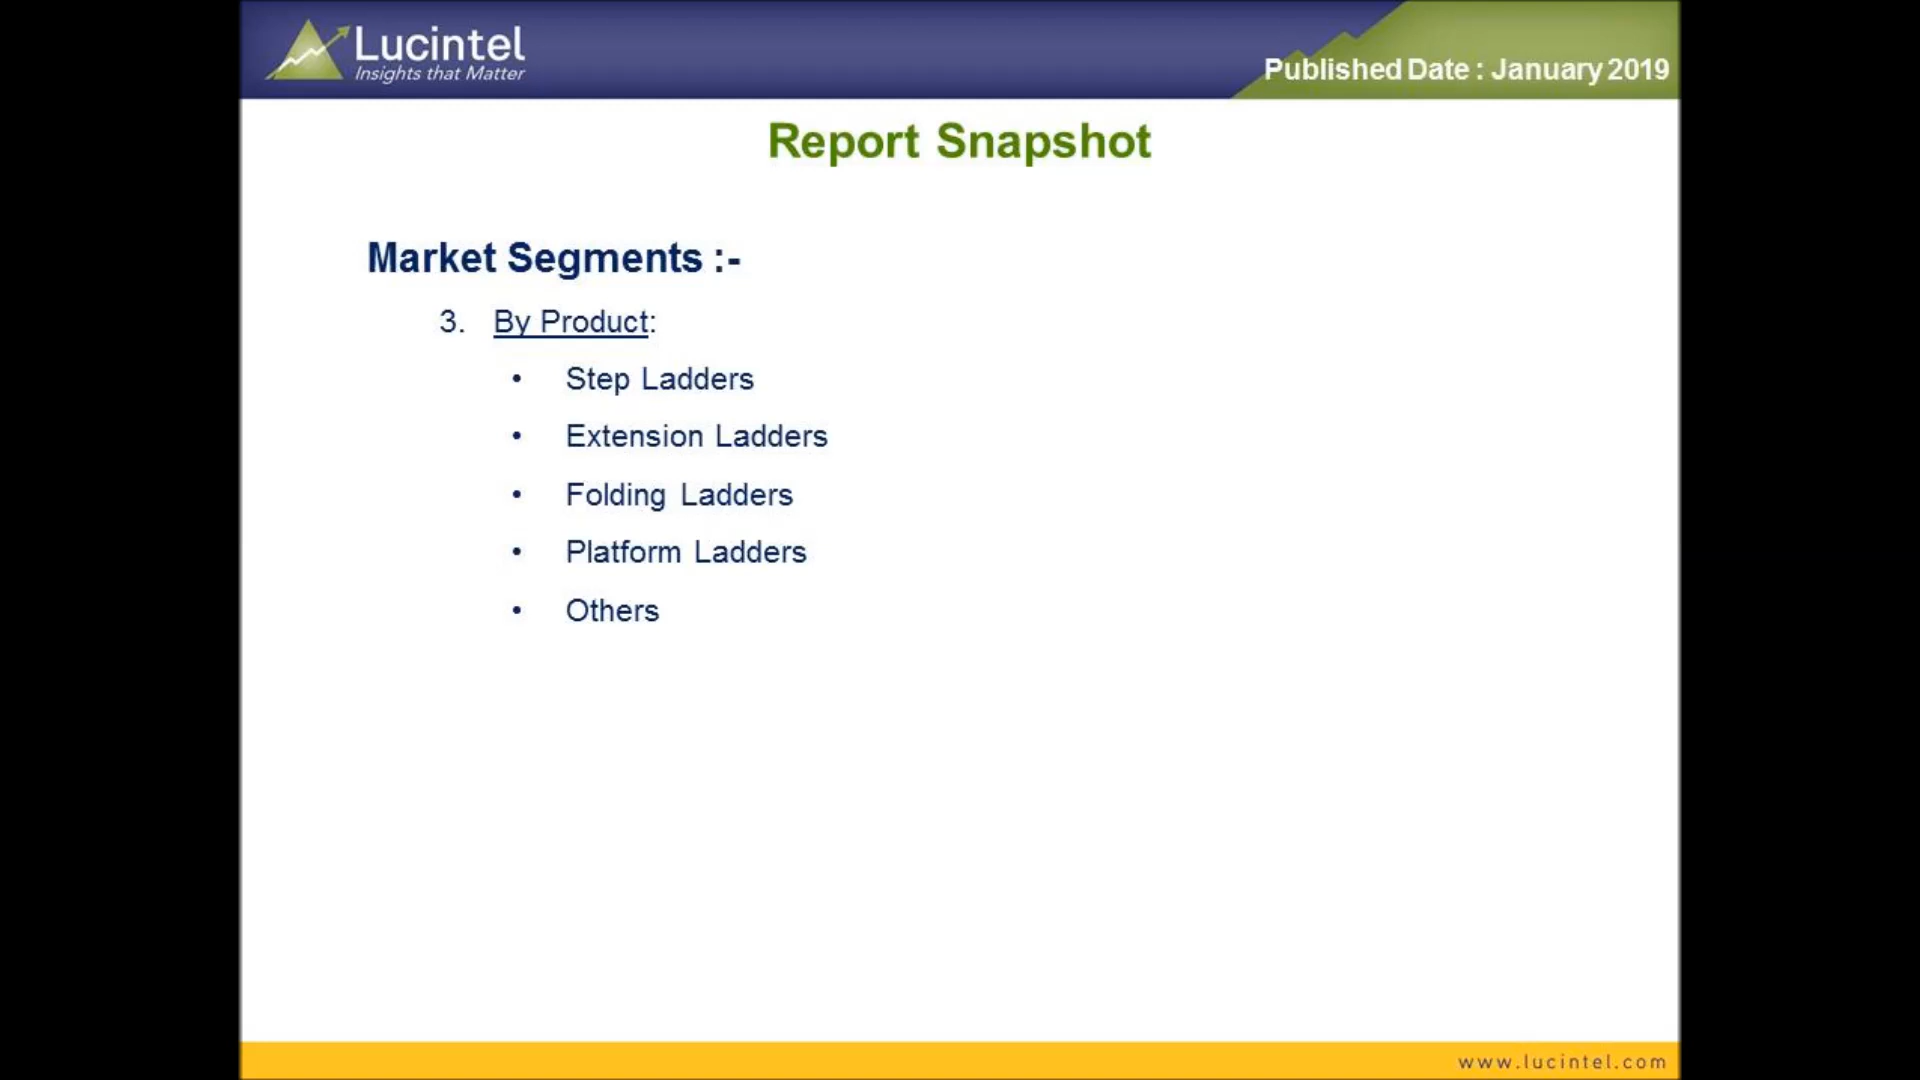 Lucintel
Insights that Matter
Published Date : January 2019
Report Snapshot
Market Segments :-
3. By Product:
• Step Ladders
• Extension Ladders
• Folding Ladders
• Platform Ladders
• Others
www.lucintel.com